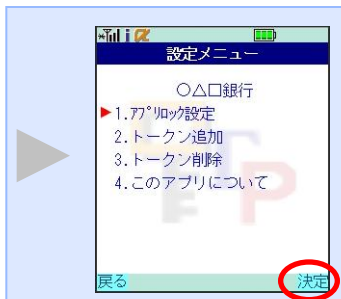 設定メニュー
○△□銀行
1.ｱﾌﾟﾘﾛｯｸ設定
2.トークン追加
3.トークン削除
4.このアプリについて
戻る 決定